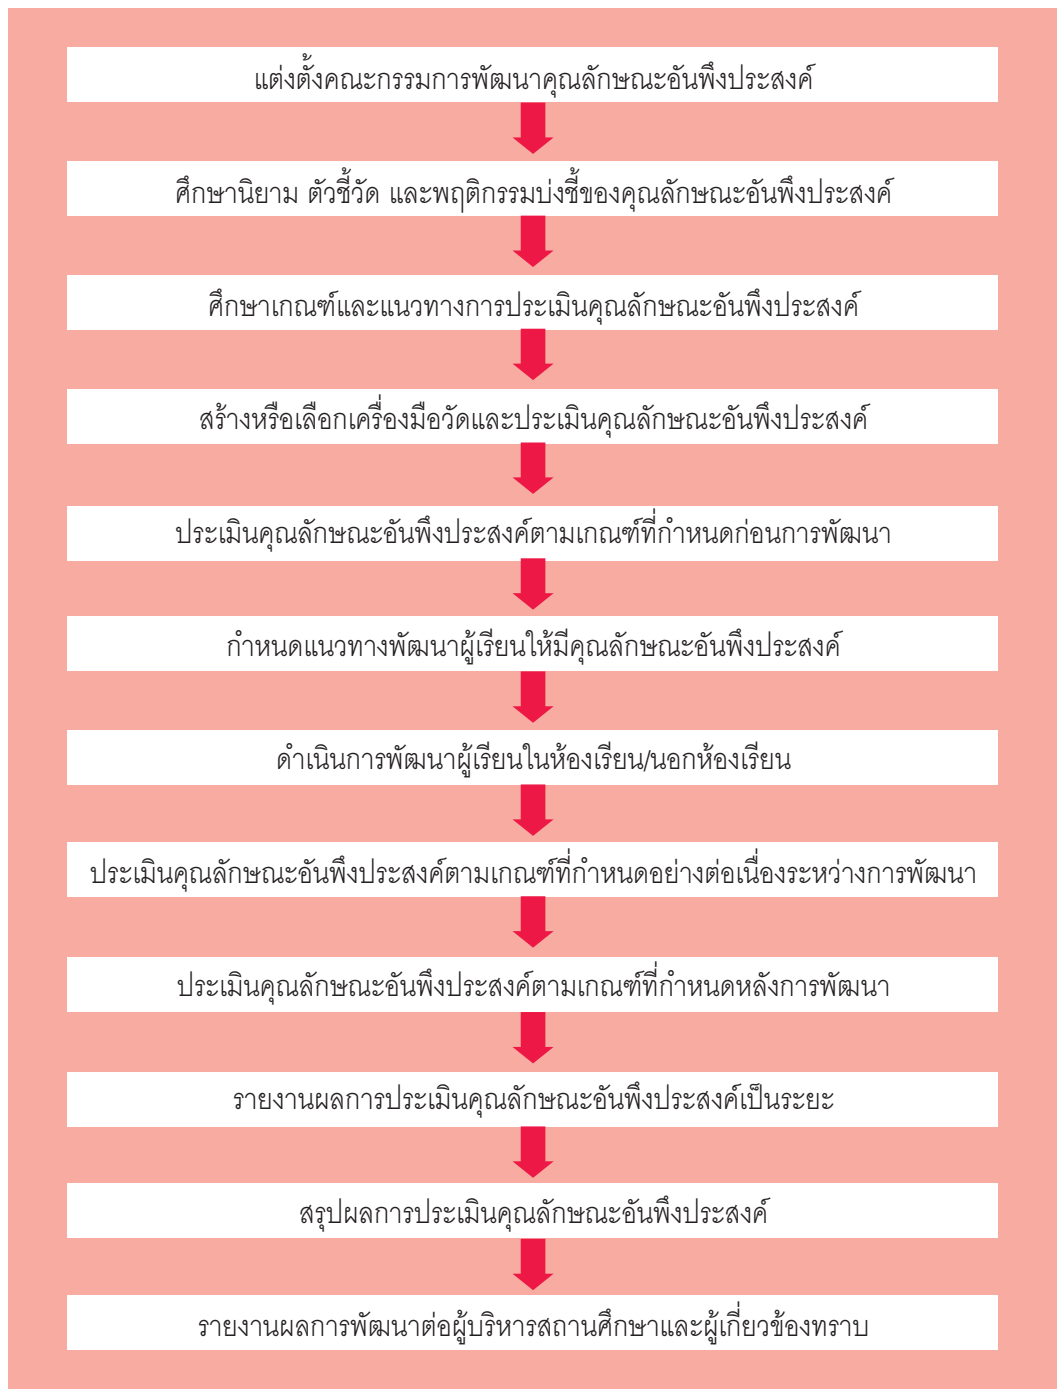 แต่งตั้งคณะกรรมการพัฒนาคุณลักษณะอันพึงประสงค์
ศึกษานิยาม ตัวชี้วัด และพฤติกรรมบ่งชี้ของคุณลักษณะอันพึงประสงค์
ศึกษาเกณฑ์และแนวทางการประเมินคุณลักษณะอันพึงประสงค์
สร้างหรือเลือกเครื่องมือวัดและประเมินคุณลักษณะอันพึงประสงค์
ประเมินคุณลักษณะอันพึงประสงค์ตามเกณฑ์ที่กำหนดก่อนการพัฒนา
กำหนดแนวทางพัฒนาผู้เรียนให้มีคุณลักษณะอันพึงประสงค์
ดำเนินการพัฒนาผู้เรียนในห้องเรียน/นอกห้องเรียน
ประเมินคุณลักษณะอันพึงประสงค์ตามเกณฑ์ที่กำหนดอย่างต่อเนื่องระหว่างการพัฒนา
ประเมินคุณลักษณะอันพึงประสงค์ตามเกณฑ์ที่กำหนดหลังการพัฒนา
รายงานผลการประเมินคุณลักษณะอันพึงประสงค์เป็นระยะ
สรุปผลการประเมินคุณลักษณะอันพึงประสงค์
รายงานผลการพัฒนาต่อผู้บริหารสถานศึกษาและผู้เกี่ยวข้องทราบ